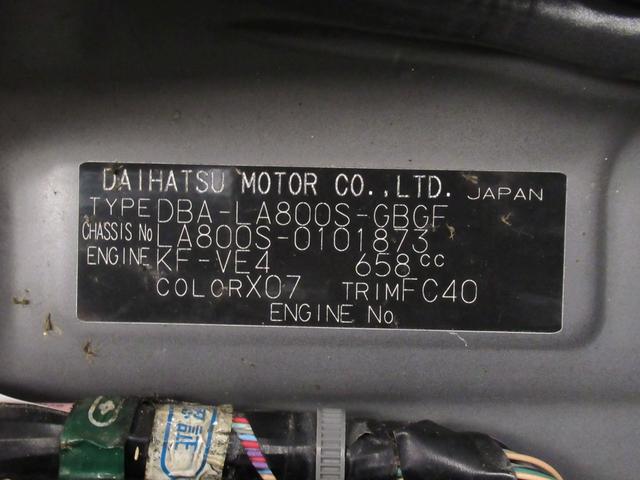 DAIHATSU MOTOR CO.,LTD. JAPAN
TYPE DBA-LA800S-GBGF
CHASSIS No LA800S-0101873
ENGINE KF-VE4 658cc
COLOR X07 TRIM FC40
ENGINE No.